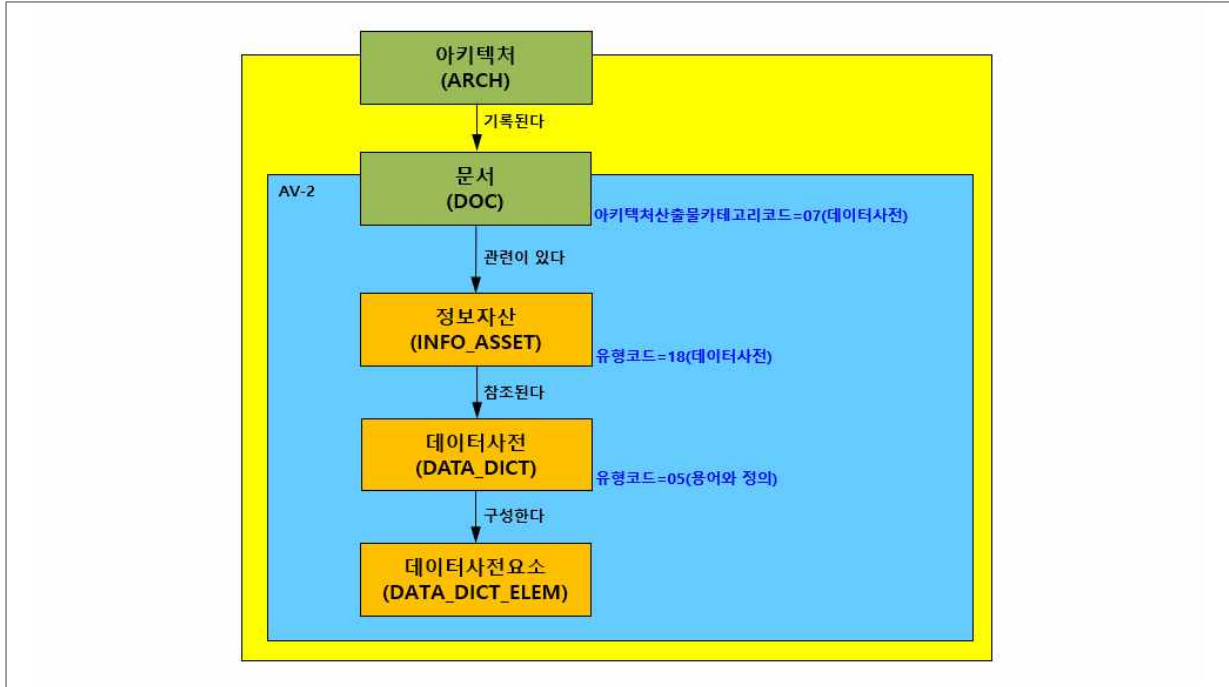 아키텍처
(ARCH)
기록된다
AV-2
문서
(DOC)
아키텍처산출물카테고리코드=07(데이터사전)
관련이 있다
정보자산
(INFO_ASSET)
유형코드=18(데이터사전)
참조된다
데이터사전
(DATA_DICT)
유형코드=05(용어와 정의)
구성한다
데이터사전요소
(DATA_DICT_ELEM)